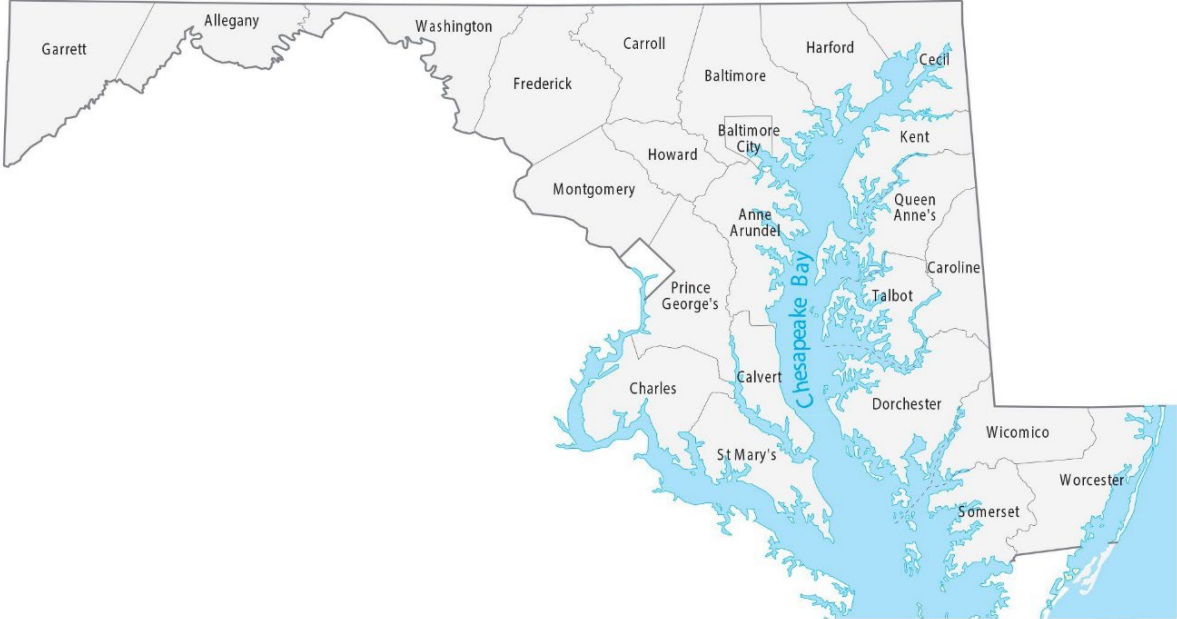 Garrett
Allegany
Washington
Frederick
Carroll
Baltimore
Harford
Cecil
Baltimore
City
Kent
Howard
Montgomery
Queen
Anne's
Anne
Arundel
Caroline
Prince
George's
Talbot
Chesapeake Bay
Calvert
Charles
Dorchester
Wicomico
St Mary's
Worcester
Somerset